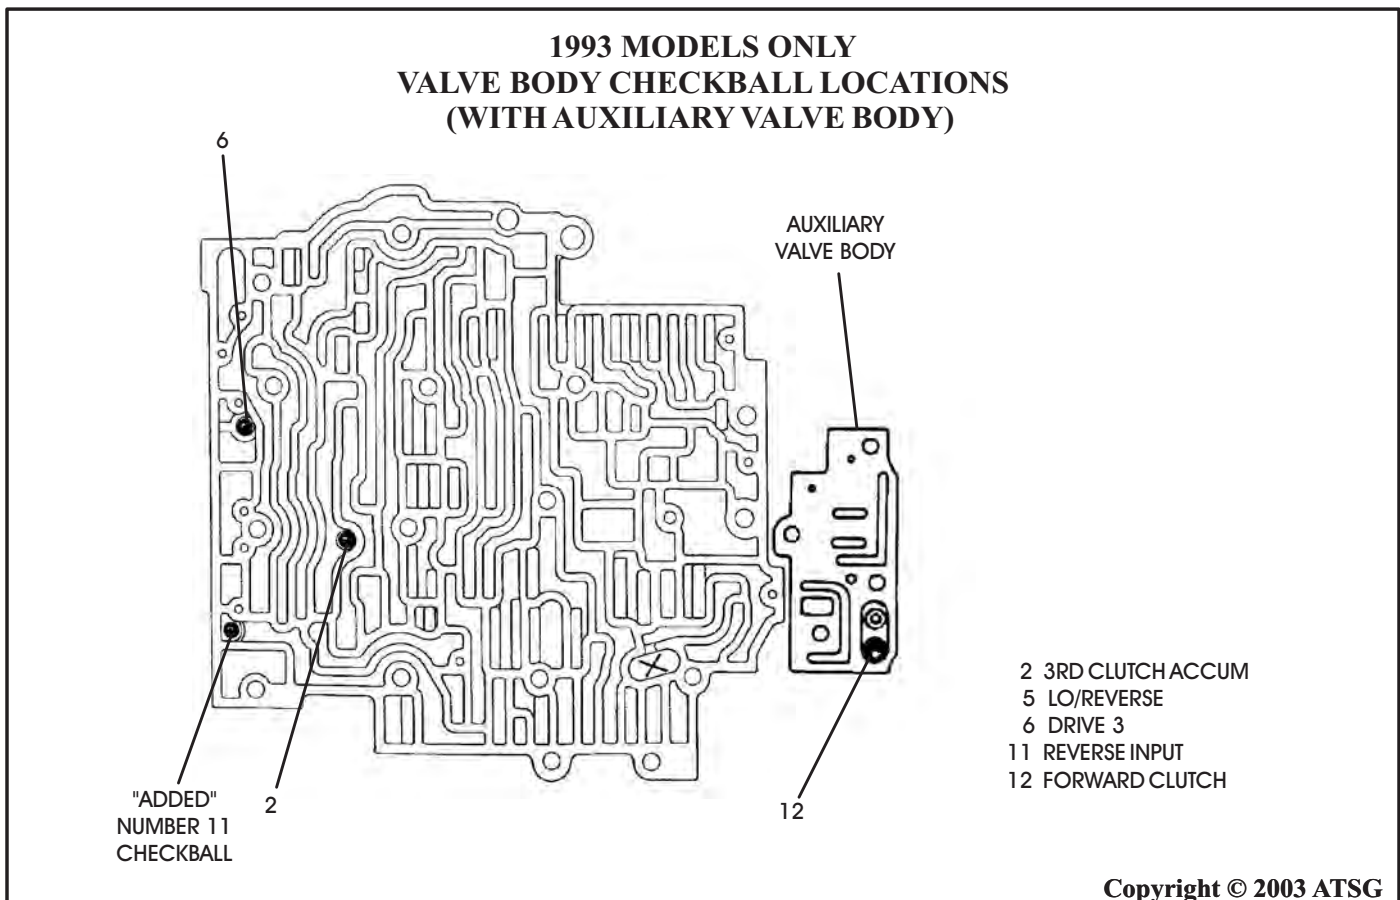 1993 MODELS ONLY
VALVE BODY CHECKBALL LOCATIONS
(WITH AUXILIARY VALVE BODY)
6
AUXILIARY
VALVE BODY
"ADDED"
NUMBER 11
CHECKBALL
2
12
2 3RD CLUTCH ACCUM
5 LO/REVERSE
6 DRIVE 3
11 REVERSE INPUT
12 FORWARD CLUTCH
Copyright © 2003 ATSG